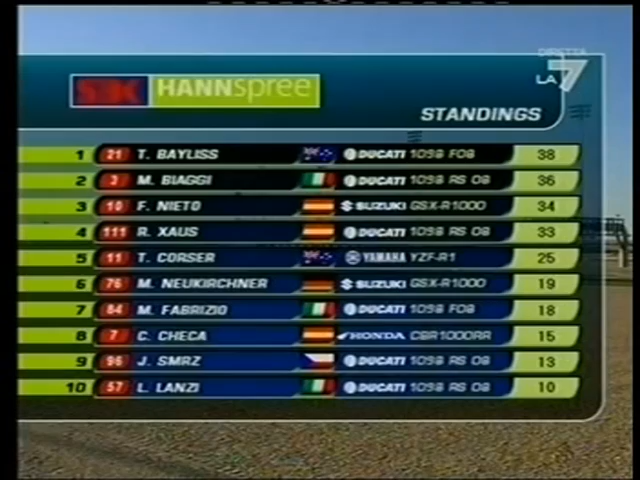 DIRETTA
LA 7
SBK HANNspree
STANDINGS
1 21 T. BAYLISS DUCATI 1098 F08 38
2 3 M. BIAGGI DUCATI 1098 RS 08 36
3 10 F. NIETO SUZUKI GSX-R1000 34
4 111 R. XAUS DUCATI 1098 RS 08 33
5 11 T. CORSER YAMAHA YZF-R1 25
6 76 M. NEUKIRCHNER SUZUKI GSX-R1000 19
7 84 M. FABRIZIO DUCATI 1098 F08 18
8 7 C. CHECA HONDA CBR1000RR 15
9 96 J. SMRZ DUCATI 1098 RS 08 13
10 57 L. LANZI DUCATI 1098 RS 08 10